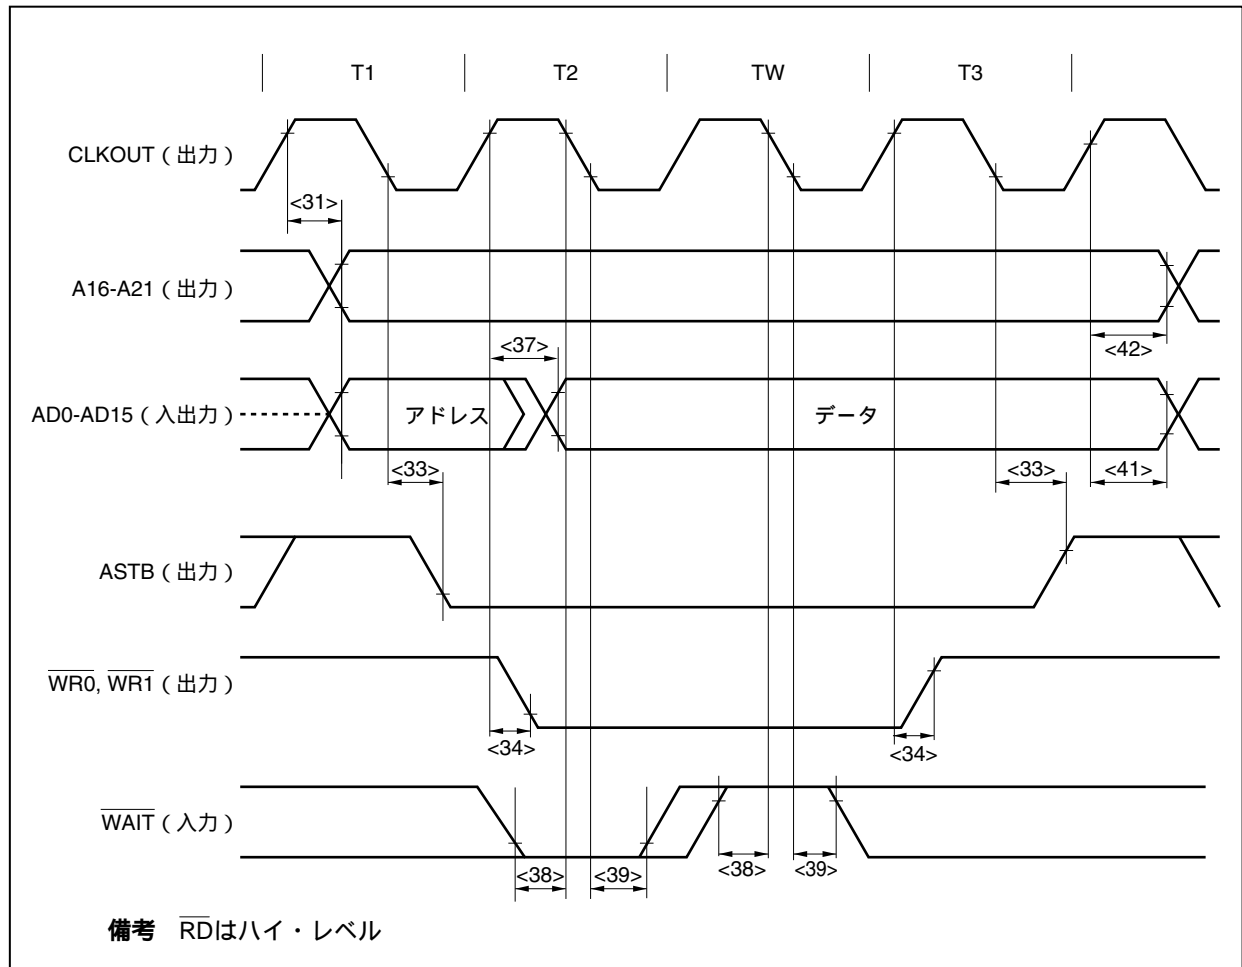 T1 T2 TW T3
CLKOUT（出力）
<31>
A16-A21（出力）
<42>
<37>
AD0-AD15（入出力） アドレス データ
<33> <33> <41>
ASTB（出力）
WR0, WR1（出力）
<34> <34>
WAIT（入力）
<38> <39> <38> <39>
備考 RDはハイ・レベル